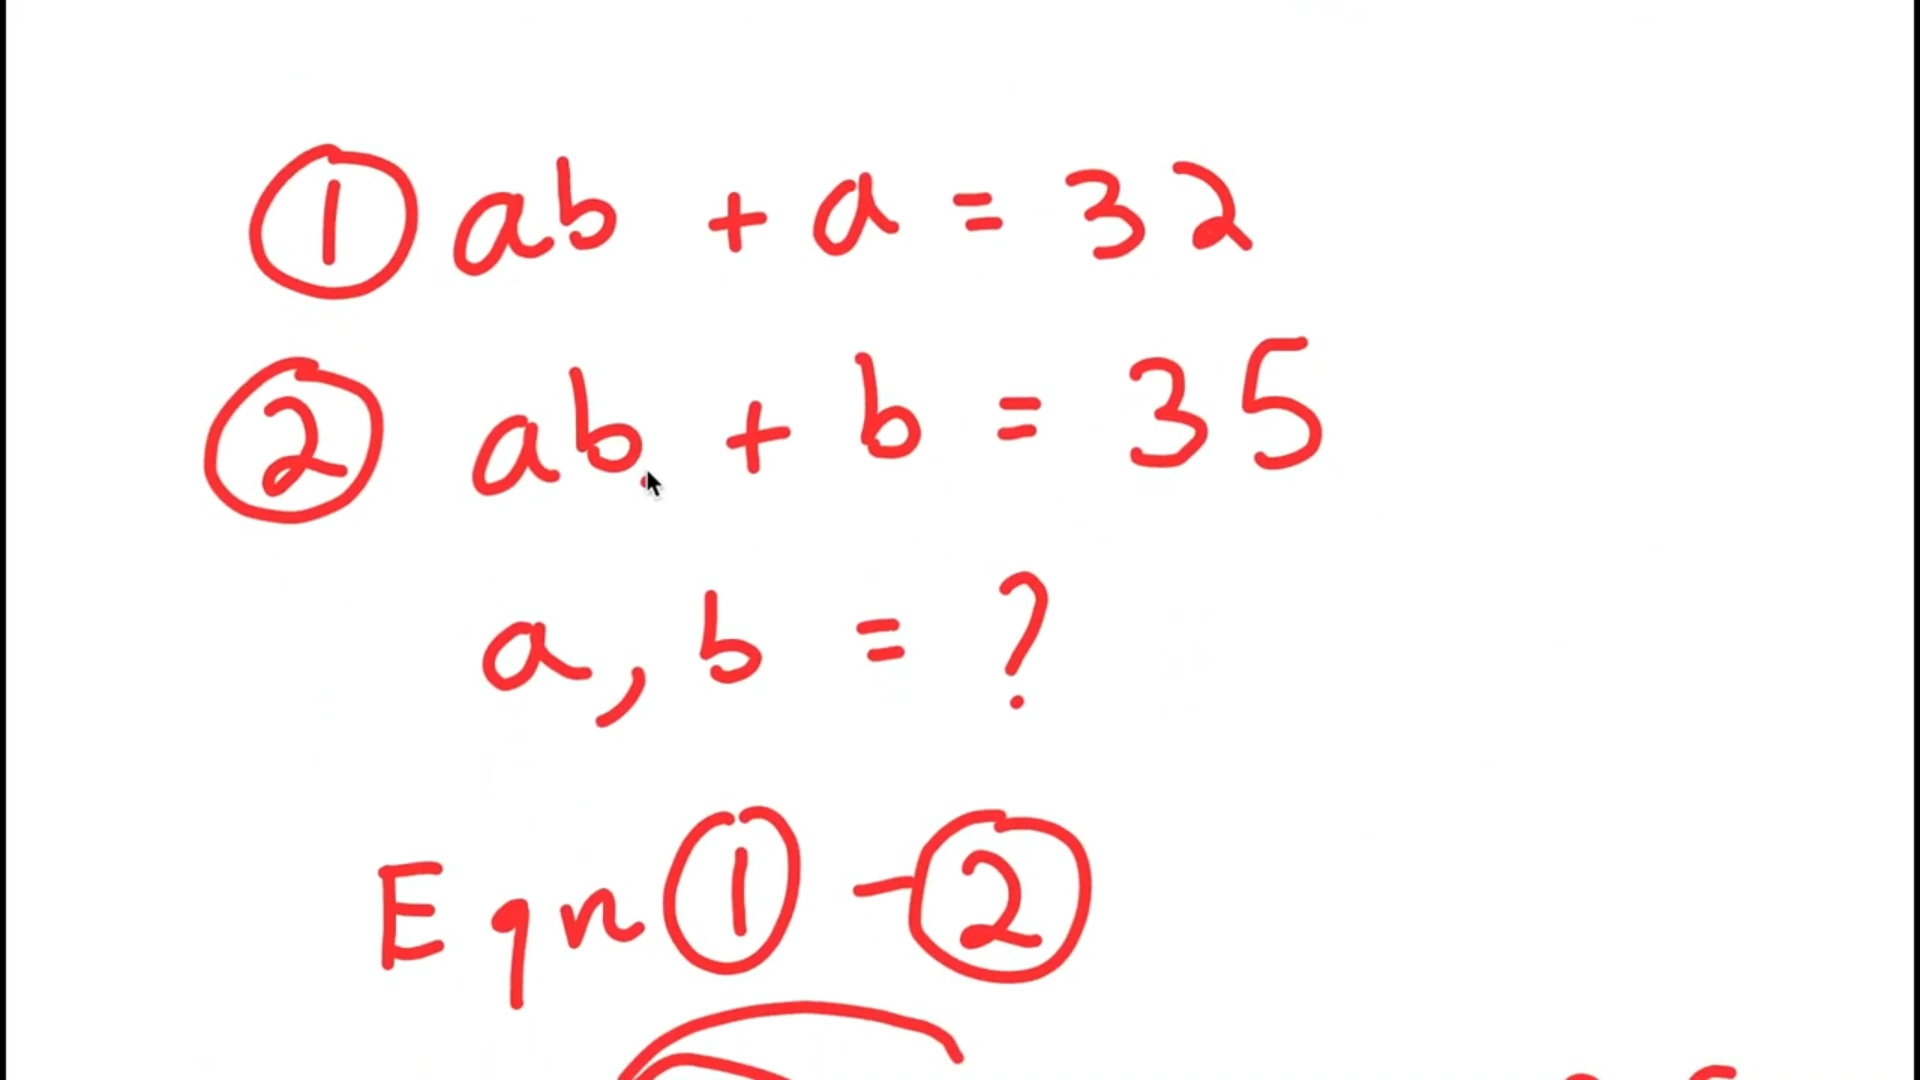 ① ab + a = 32
② ab + b = 35
a, b = ?
Eqn ① - ②